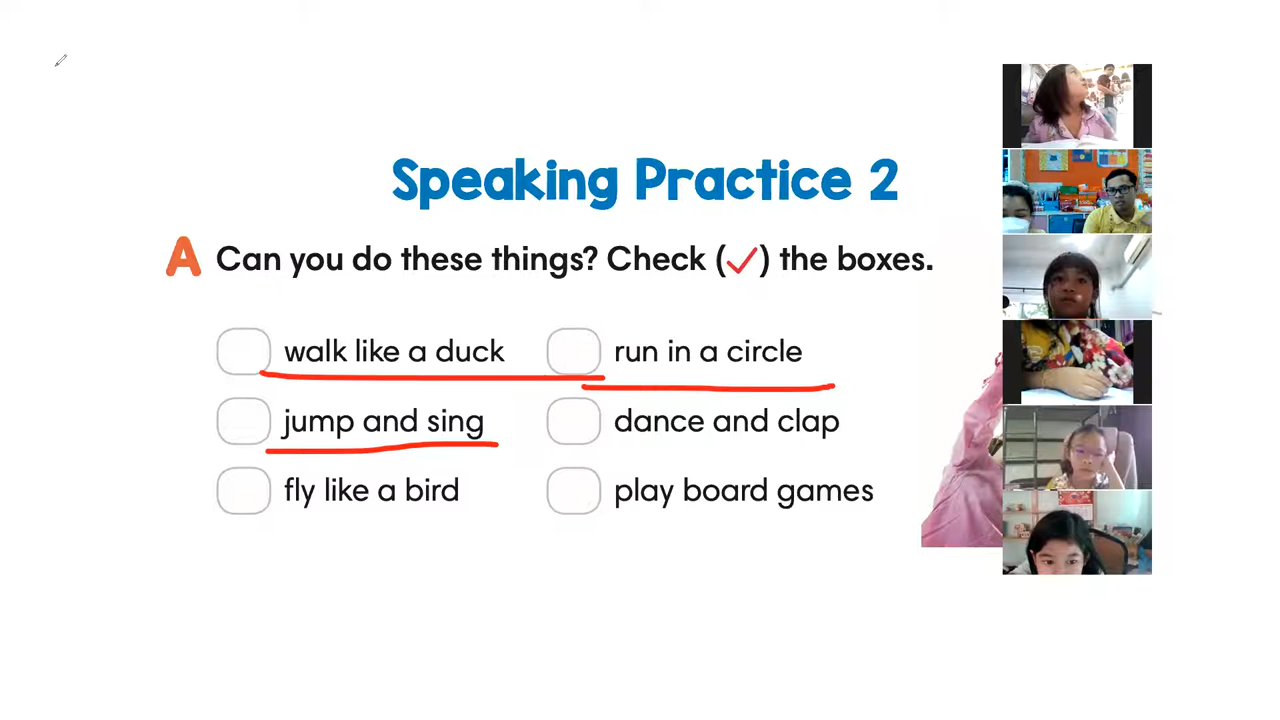 Speaking Practice 2
A Can you do these things? Check (✓) the boxes.
walk like a duck run in a circle
jump and sing dance and clap
fly like a bird play board games